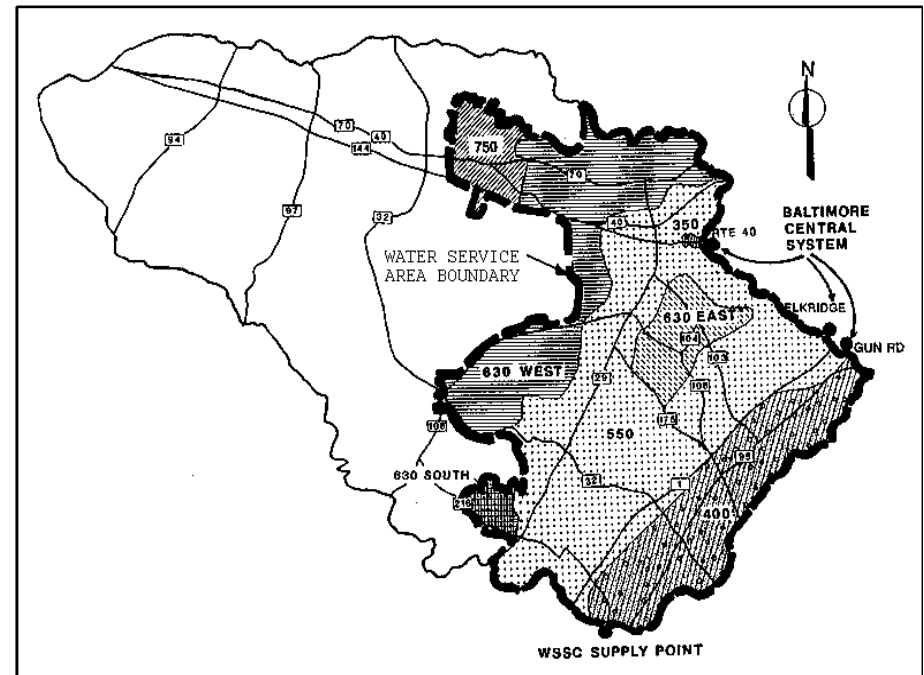 N
94
70
40
144
750
70
97
32
40
350
RTE 40
BALTIMORE
CENTRAL
SYSTEM
WATER SERVICE
AREA BOUNDARY
630 EAST
ELKRIDGE
104
103
GUN RD
630 WEST
29
108
108
175
550
95
630 SOUTH
32
1
216
400
WSSC SUPPLY POINT